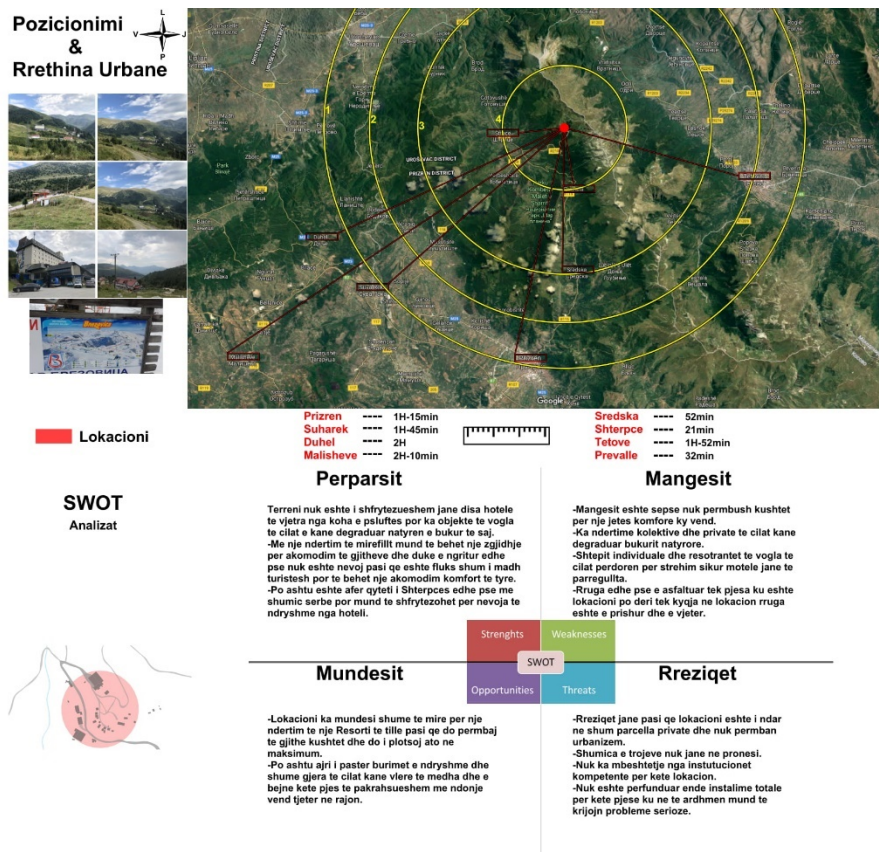 Pozicionimi
&
Rrethina Urbane
L
V J
P
1
2
3
4
UROŠEVAC DISTRICT
PRIZREN DISTRICT
Google
Lokacioni
Prizren ---- 1H-15min
Suharek ---- 1H-45min
Duhel ---- 2H
Malisheve ---- 2H-10min
Sredska ---- 52min
Shterpce ---- 21min
Tetove ---- 1H-52min
Prevalle ---- 32min
SWOT
Analizat
Perparsit
Terreni nuk eshte i shfrytezueshem jane disa hotele
te vjetra nga koha e psluftes por ka objekte te vogla
te cilat e kane degraduar natyren e bukur te saj.
-Me nje ndertim te mirefillt mund te behet nje zgjidhje
per akomodim te gjitheve dhe duke e ngritur edhe
pse nuk eshte nevoj pasi qe eshte fluks shum i madh
turistesh por te behet nje akomodim komfort te tyre.
-Po ashtu eshte afer qyteti i Shterpces edhe pse me
shumic serbe por mund te shfrytezohet per nevoja te
ndryshme nga hoteli.
Mangesit
-Mangesit eshte sepse nuk permbush kushtet
per nje jetes komfore ky vend.
-Ka ndertime kolektive dhe private te cilat kane
degraduar bukurit natyrore.
-Shtepit individuale dhe resotrantet te vogla te
cilat perdoren per strehim sikur motele jane te
parregullta.
-Rruga edhe pse e asfaltuar tek pjesa ku eshte
lokacioni po deri tek kyqja ne lokacion rruga
eshte e prishur dhe e vjeter.
Strenghts
Weaknesses
SWOT
Opportunities
Threats
Mundesit
-Lokacioni ka mundesi shume te mire per nje
ndertim te nje Resorti te tille pasi qe do permbaj
te gjithe kushtet dhe do i plotsoj ato ne
maksimum.
-Po ashtu ajri i paster burimet e ndryshme dhe
shume gjera te cilat kane vlere te medha dhe e
bejne kete pjes te pakrahsueshem me ndonje
vend tjeter ne rajon.
Rreziqet
-Rreziqet jane pasi qe lokacioni eshte i ndar
ne shum parcella private dhe nuk permban
urbanizem.
-Shumica e trojeve nuk jane ne pronesi.
-Nuk ka mbeshtetje nga instutucionet
kompetente per kete lokacion.
-Nuk eshte perfunduar ende instalime totale
per kete pjese ku ne te ardhmen mund te
krijojn probleme serioze.